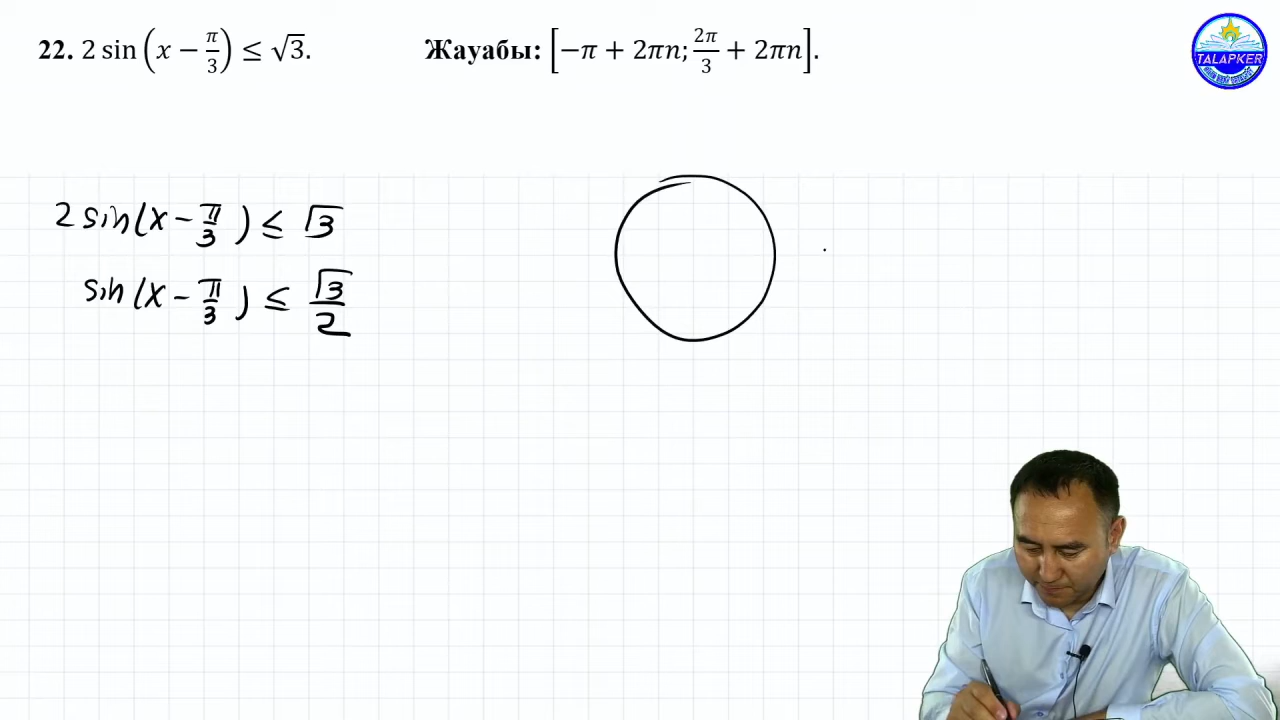 22. 2 sin (x − π/3) ≤ √3. Жауабы: [−π + 2πn; 2π/3 + 2πn].
TALAPKER
2 sin(x − π/3) ≤ √3
sin(x − π/3) ≤ √3/2